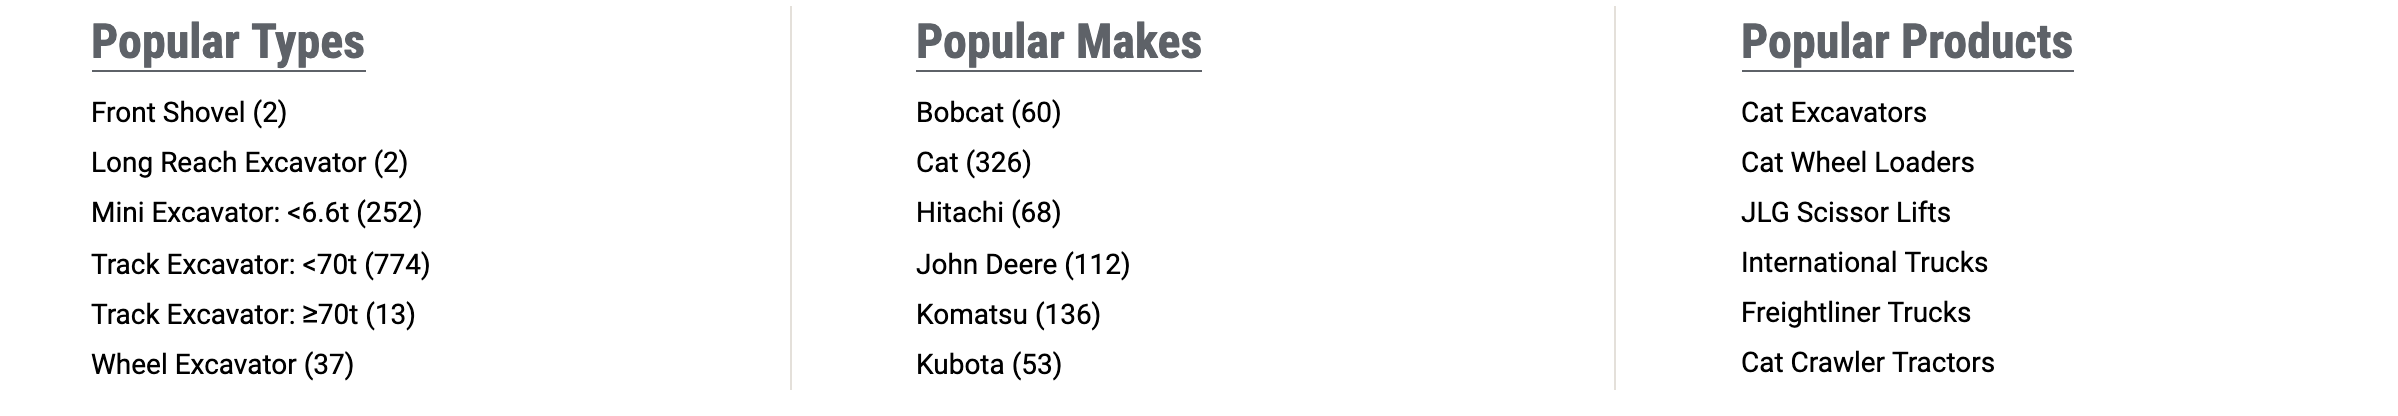 Popular Types
Front Shovel (2)
Long Reach Excavator (2)
Mini Excavator: <6.6t (252)
Track Excavator: <70t (774)
Track Excavator: ≥70t (13)
Wheel Excavator (37)
Popular Makes
Bobcat (60)
Cat (326)
Hitachi (68)
John Deere (112)
Komatsu (136)
Kubota (53)
Popular Products
Cat Excavators
Cat Wheel Loaders
JLG Scissor Lifts
International Trucks
Freightliner Trucks
Cat Crawler Tractors